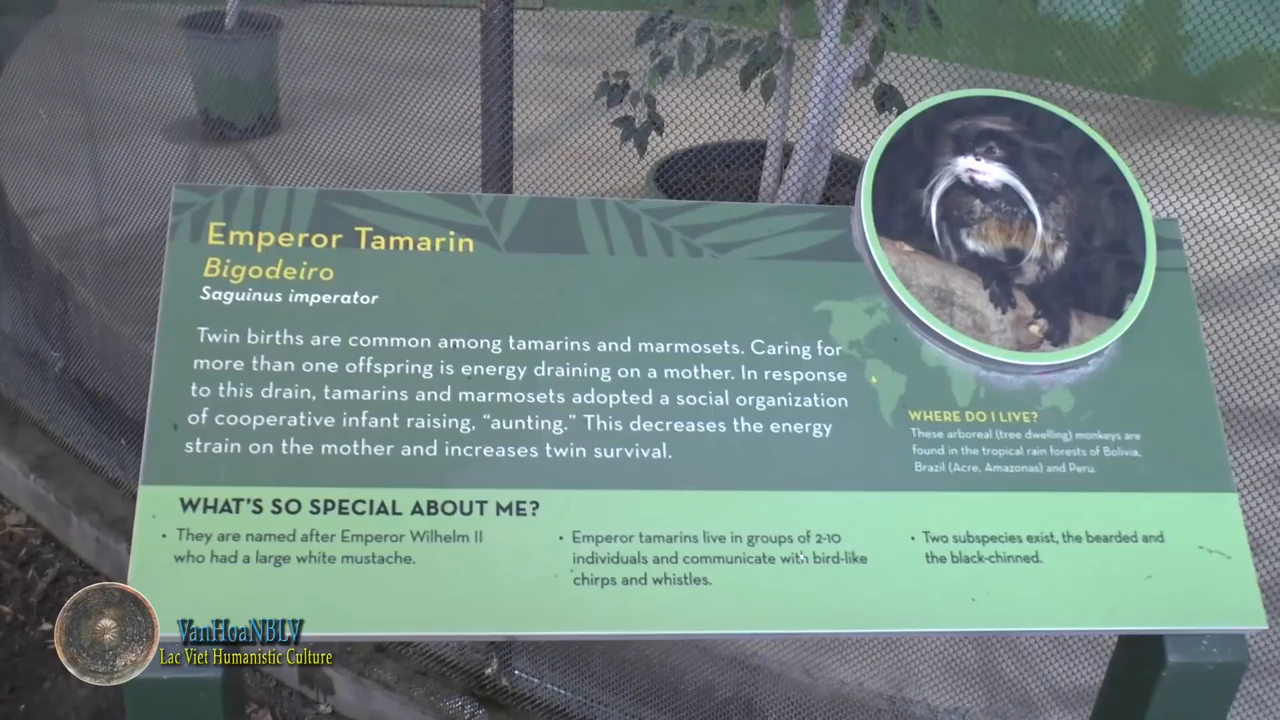 Emperor Tamarin
Bigodeiro
Saguinus imperator
Twin births are common among tamarins and marmosets. Caring for
more than one offspring is energy draining on a mother. In response
to this drain, tamarins and marmosets adopted a social organization
of cooperative infant raising, “aunting.” This decreases the energy
strain on the mother and increases twin survival.
WHERE DO I LIVE?
These arboreal (tree dwelling) monkeys are
found in the tropical rain forests of Bolivia,
Brazil (Acre, Amazonas) and Peru.
WHAT'S SO SPECIAL ABOUT ME?
• They are named after Emperor Wilhelm II
who had a large white mustache.
• Emperor tamarins live in groups of 2-10
individuals and communicate with bird-like
chirps and whistles.
• Two subspecies exist, the bearded and
the black-chinned.
VanHoaNBLV
Lac Viet Humanistic Culture